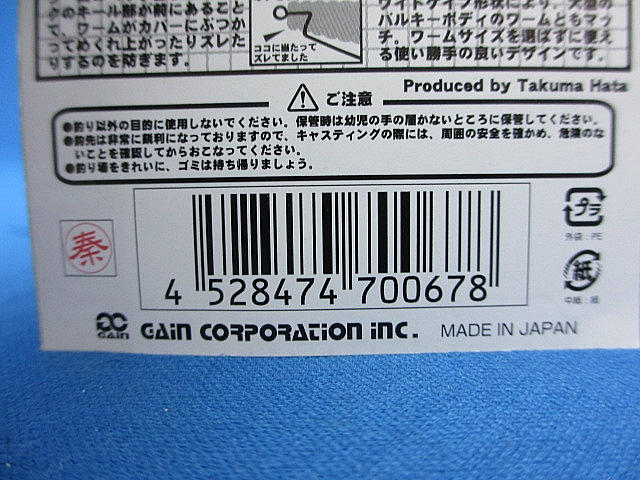 のキール部が前にあること
で、ワームがカバーにぶつか
ってめくれ上がったりズレた
りするのを防ぎます。
ココに当たって
ズレてました
ワイドゲイプ形状により、大型の
バルキーボディのワームともマッ
チ。ワームサイズを選ばずに使え
る使い勝手の良いデザインです。
Produced by Takuma Hata
ご注意
●釣り以外の目的に使用しないでください。保管時は幼児の手の届かないところに保管してください。
●釣先は非常に鋭利になっておりますので、キャスティングの際には、周囲の安全を確かめ、危険のな
いことを確認してからおこなってください。
●釣り場をきれいに、ゴミは持ち帰りましょう。
秦
4 528474 700678
プラ
外袋:PE
紙
中紙:紙
GAIN
GAIN CORPORATION INC.
MADE IN JAPAN